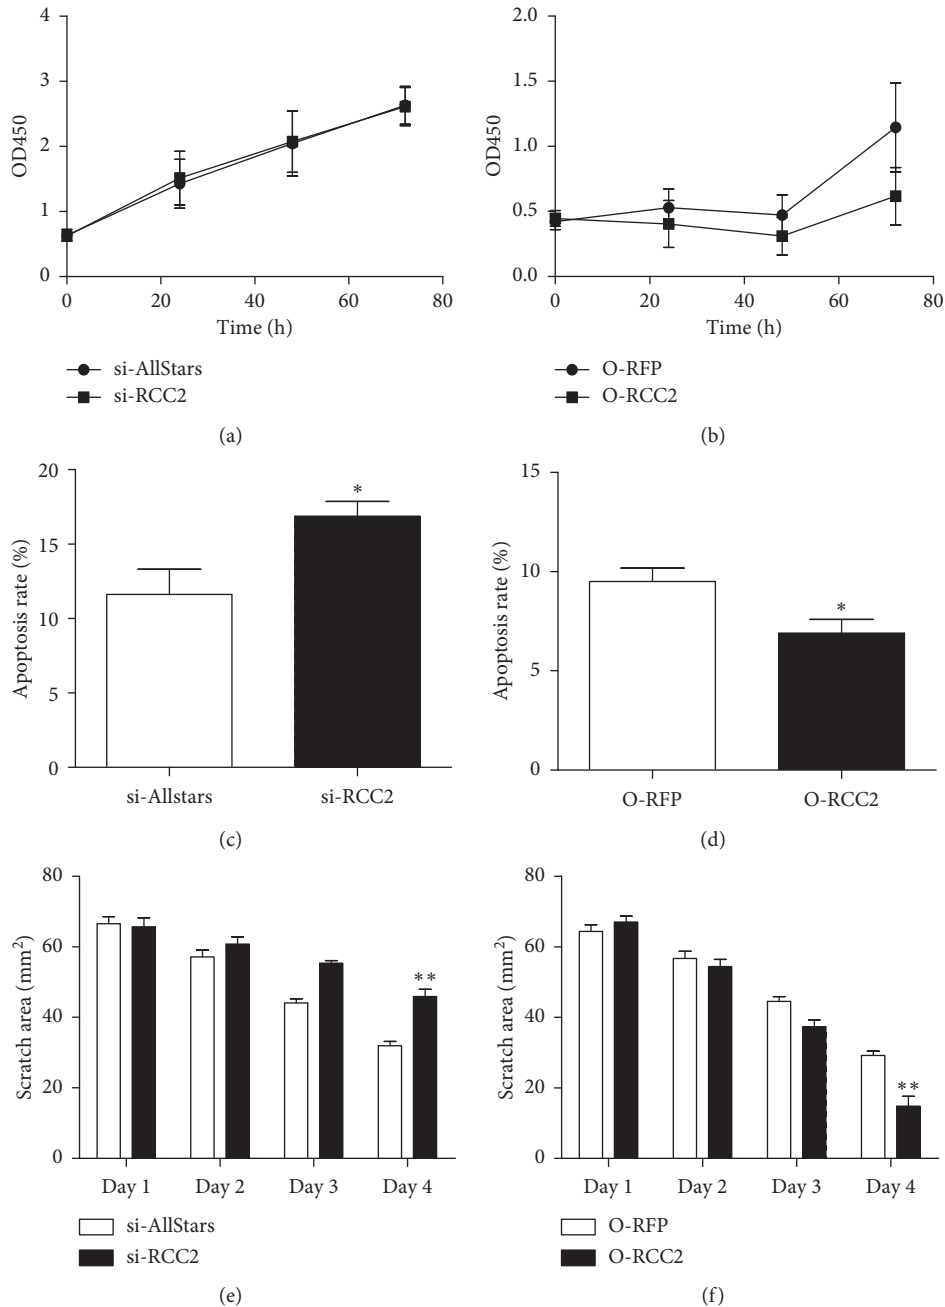 4
3
2
1
0
OD450
0
20
40
60
80
Time (h)
si-AllStars
si-RCC2
(a)
2.0
1.5
1.0
0.5
0.0
OD450
0
20
40
60
80
Time (h)
O-RFP
O-RCC2
(b)
20
15
10
5
0
Apoptosis rate (%)
*
si-Allstars
si-RCC2
(c)
15
10
5
0
Apoptosis rate (%)
*
O-RFP
O-RCC2
(d)
80
60
40
20
0
Scratch area (mm²)
**
Day 1
Day 2
Day 3
Day 4
si-AllStars
si-RCC2
(e)
80
60
40
20
0
Scratch area (mm²)
**
Day 1
Day 2
Day 3
Day 4
O-RFP
O-RCC2
(f)